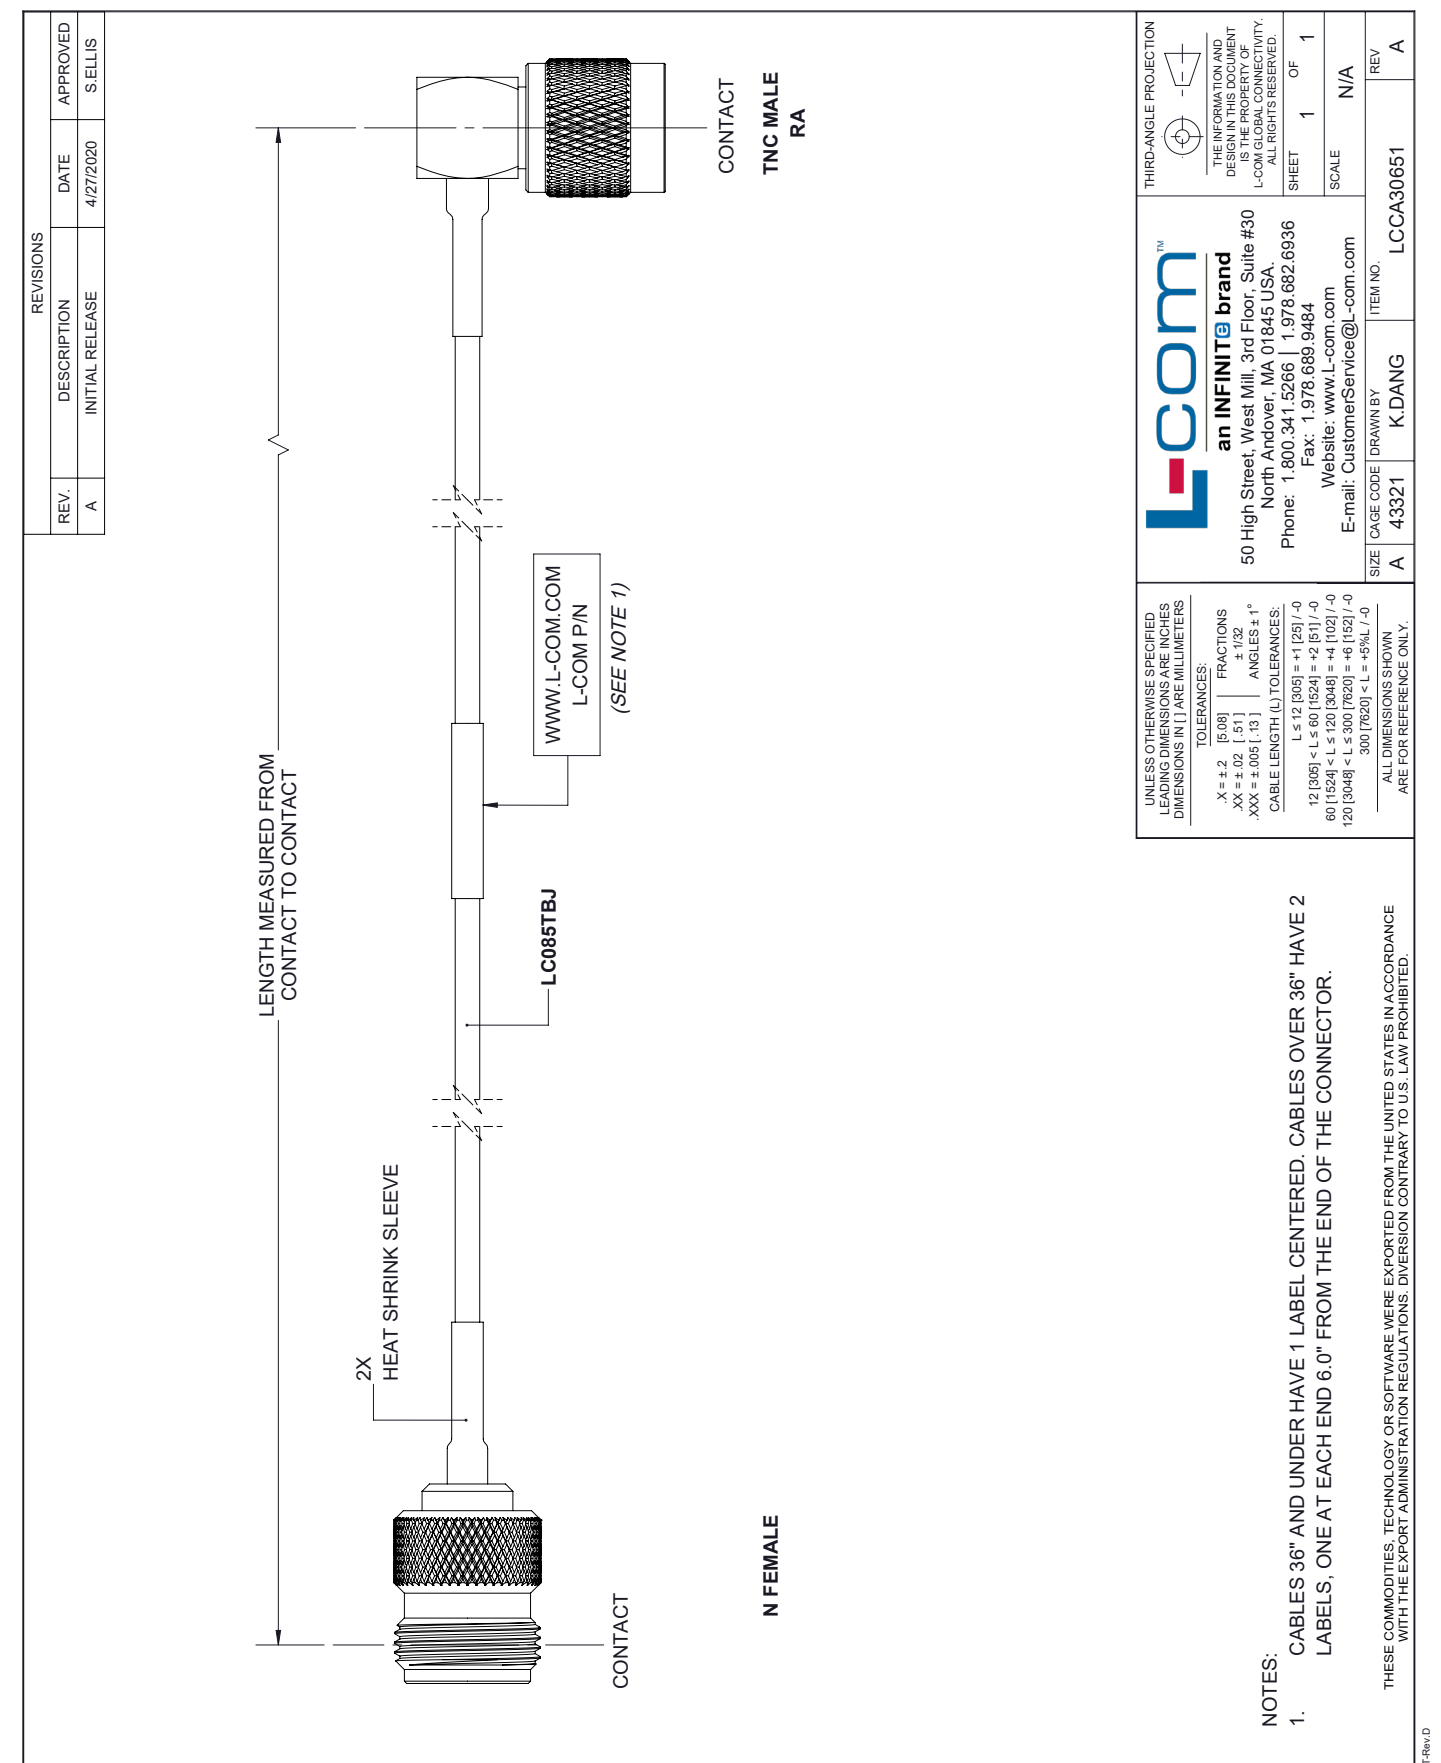 REVISIONS
REV.
DESCRIPTION
DATE
APPROVED
A
INITIAL RELEASE
4/27/2020
S.ELLIS
LENGTH MEASURED FROM
CONTACT TO CONTACT
2X
HEAT SHRINK SLEEVE
LC085TBJ
WWW.L-COM.COM
L-COM P/N
(SEE NOTE 1)
CONTACT
N FEMALE
CONTACT
TNC MALE
RA
NOTES:
1. CABLES 36" AND UNDER HAVE 1 LABEL CENTERED. CABLES OVER 36" HAVE 2
LABELS, ONE AT EACH END 6.0" FROM THE END OF THE CONNECTOR.
THESE COMMODITIES, TECHNOLOGY OR SOFTWARE WERE EXPORTED FROM THE UNITED STATES IN ACCORDANCE
WITH THE EXPORT ADMINISTRATION REGULATIONS. DIVERSION CONTRARY TO U.S. LAW PROHIBITED.
UNLESS OTHERWISE SPECIFIED
LEADING DIMENSIONS ARE INCHES
DIMENSIONS IN [ ] ARE MILLIMETERS
TOLERANCES:
.X = ±.2 [5.08] FRACTIONS
.XX = ±.02 [.51] ± 1/32
.XXX = ±.005 [.13] ANGLES ± 1°
CABLE LENGTH (L) TOLERANCES:
L ≤ 12 [305] = +1 [25] / -0
12 [305] < L ≤ 60 [1524] = +2 [51] / -0
60 [1524] < L ≤ 120 [3048] = +4 [102] / -0
120 [3048] < L ≤ 300 [7620] = +6 [152] / -0
300 [7620] < L = +5%L / -0
ALL DIMENSIONS SHOWN
ARE FOR REFERENCE ONLY.
L-com™
an INFINITe brand
50 High Street, West Mill, 3rd Floor, Suite #30
North Andover, MA 01845 USA.
Phone: 1.800.341.5266 | 1.978.682.6936
Fax: 1.978.689.9484
Website: www.L-com.com
E-mail: CustomerService@L-com.com
THIRD-ANGLE PROJECTION
THE INFORMATION AND
DESIGN IN THIS DOCUMENT
IS THE PROPERTY OF
L-COM GLOBAL CONNECTIVITY.
ALL RIGHTS RESERVED.
SHEET 1 OF 1
SCALE N/A
SIZE A
CAGE CODE 43321
DRAWN BY K.DANG
ITEM NO. LCCA30651
REV A
T-Rev.D